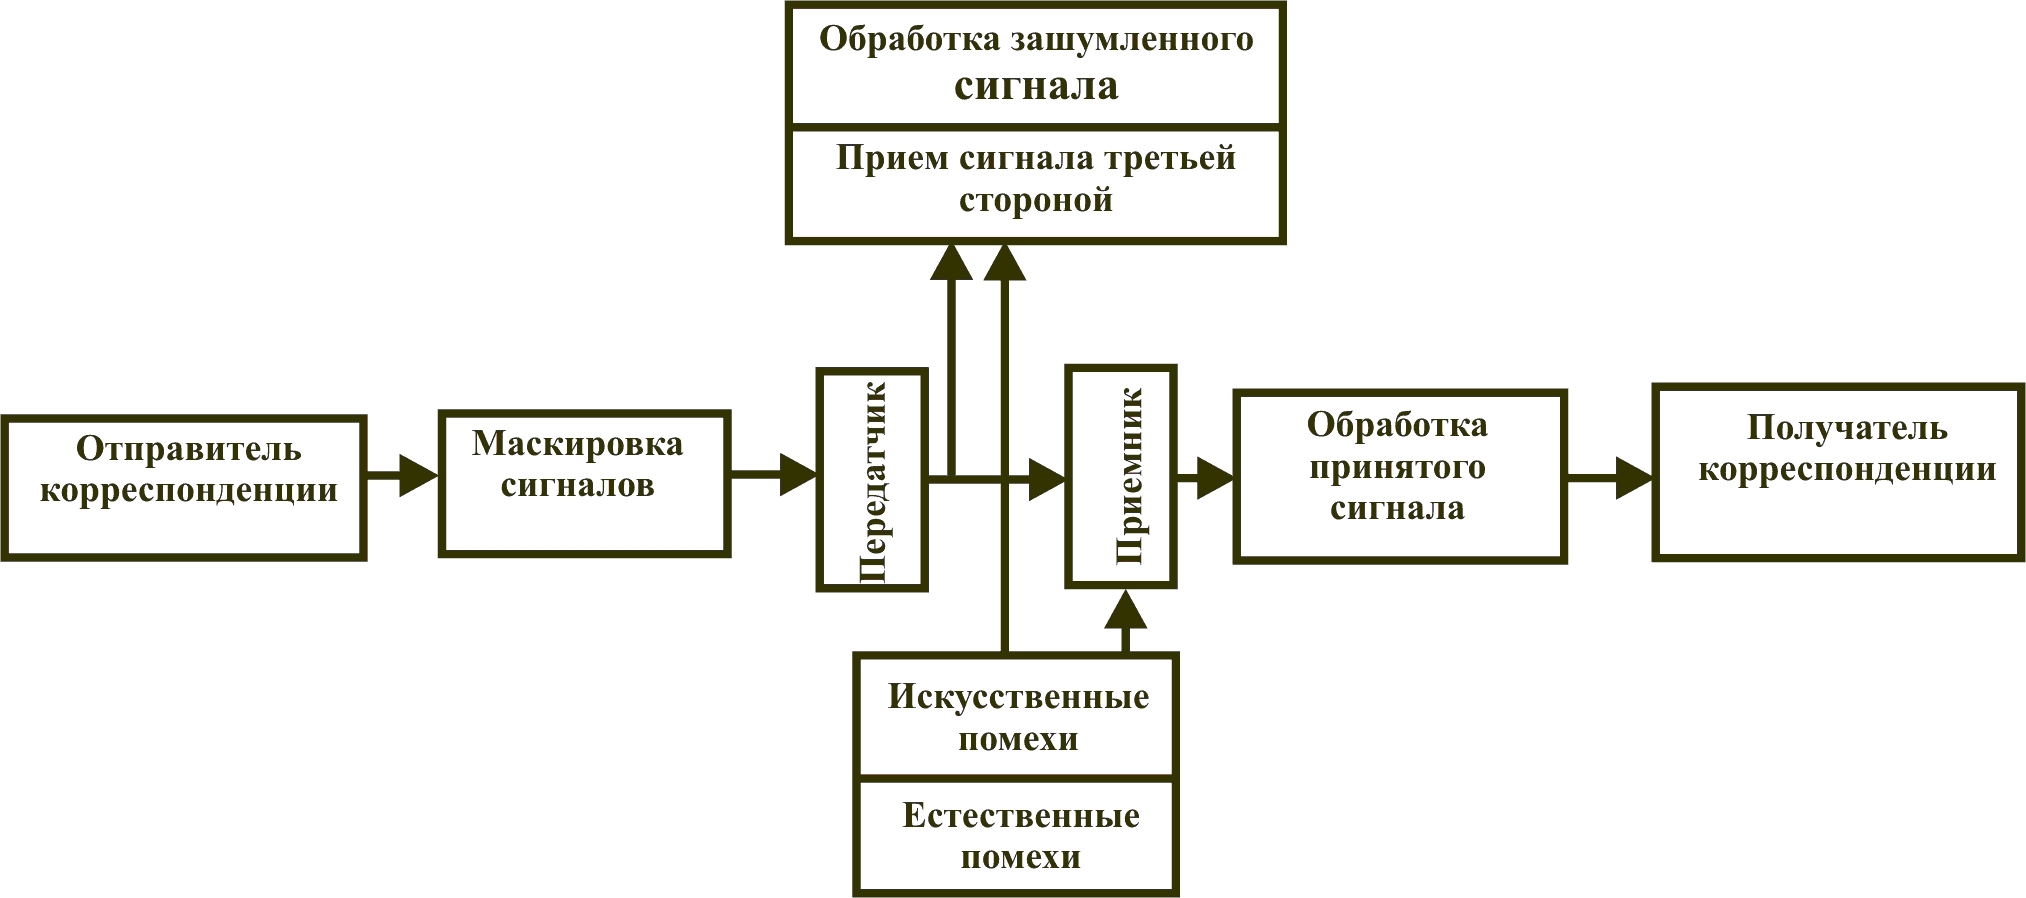 Обработка зашумленного
сигнала
Прием сигнала третьей
стороной
Отправитель
корреспонденции
Маскировка
сигналов
Передатчик
Приемник
Обработка
принятого
сигнала
Получатель
корреспонденции
Искусственные
помехи
Естественные
помехи